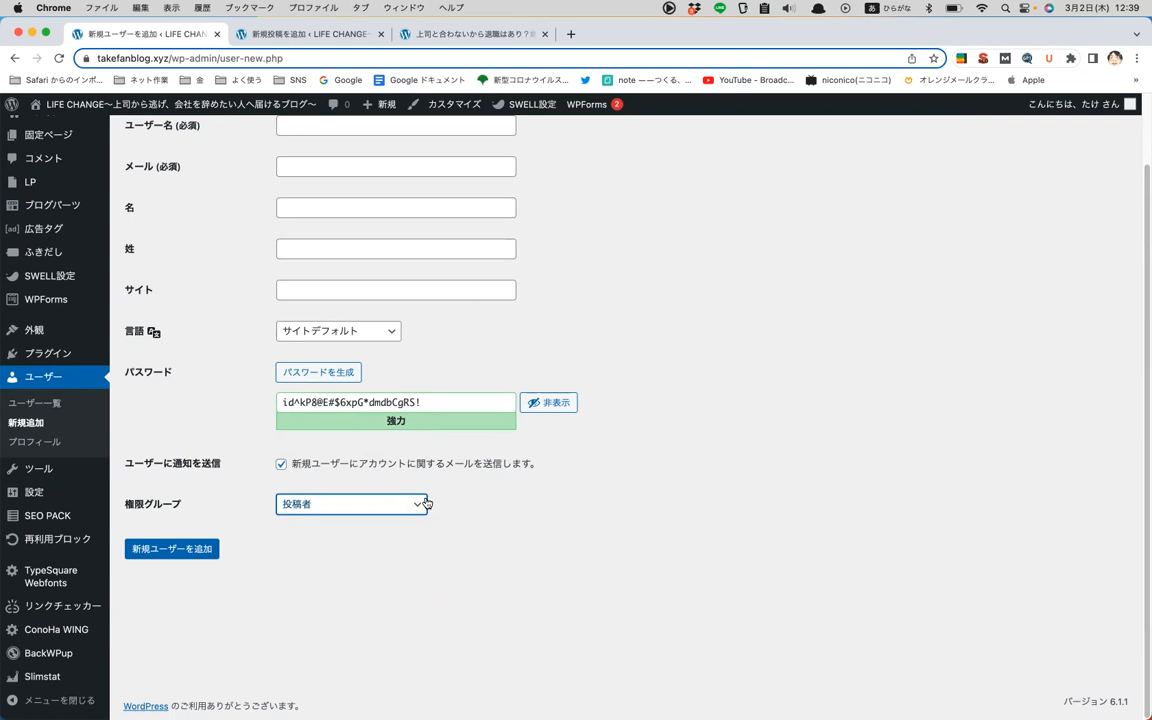 Chrome ファイル 編集 表示 履歴 ブックマーク プロファイル タブ ウィンドウ ヘルプ あ ひらがな 3月2日(木) 12:39
新規ユーザーを追加 ‹ LIFE CHAN 新規投稿を追加 ‹ LIFE CHANGE~ 上司と合わないから退職はあり？
takefanblog.xyz/wp-admin/user-new.php
Safari からのインポ... ネット作業 金 よく使う SNS Google Google ドキュメント 新型コロナウイルス... note ーーつくる、... YouTube - Broadc... niconico(ニコニコ) オレンジメールクラ... Apple »
LIFE CHANGE〜上司から逃げ、会社を辞めたい人へ届けるブログ〜 0 新規 カスタマイズ SWELL設定 WPForms 2 こんにちは、たけ さん
固定ページ
コメント
LP
ブログパーツ
[ad] 広告タグ
ふきだし
SWELL設定
WPForms
外観
プラグイン
ユーザー
ユーザー一覧
新規追加
プロフィール
ツール
設定
SEO PACK
再利用ブロック
TypeSquare
Webfonts
リンクチェッカー
ConoHa WING
BackWPup
Slimstat
メニューを閉じる
ユーザー名 (必須)
メール (必須)
名
姓
サイト
言語 サイトデフォルト
パスワード パスワードを生成
id^kP8@E#$6xpG*dmdbCgRS! 非表示
強力
ユーザーに通知を送信 新規ユーザーにアカウントに関するメールを送信します。
権限グループ 投稿者
新規ユーザーを追加
WordPress のご利用ありがとうございます。 バージョン 6.1.1